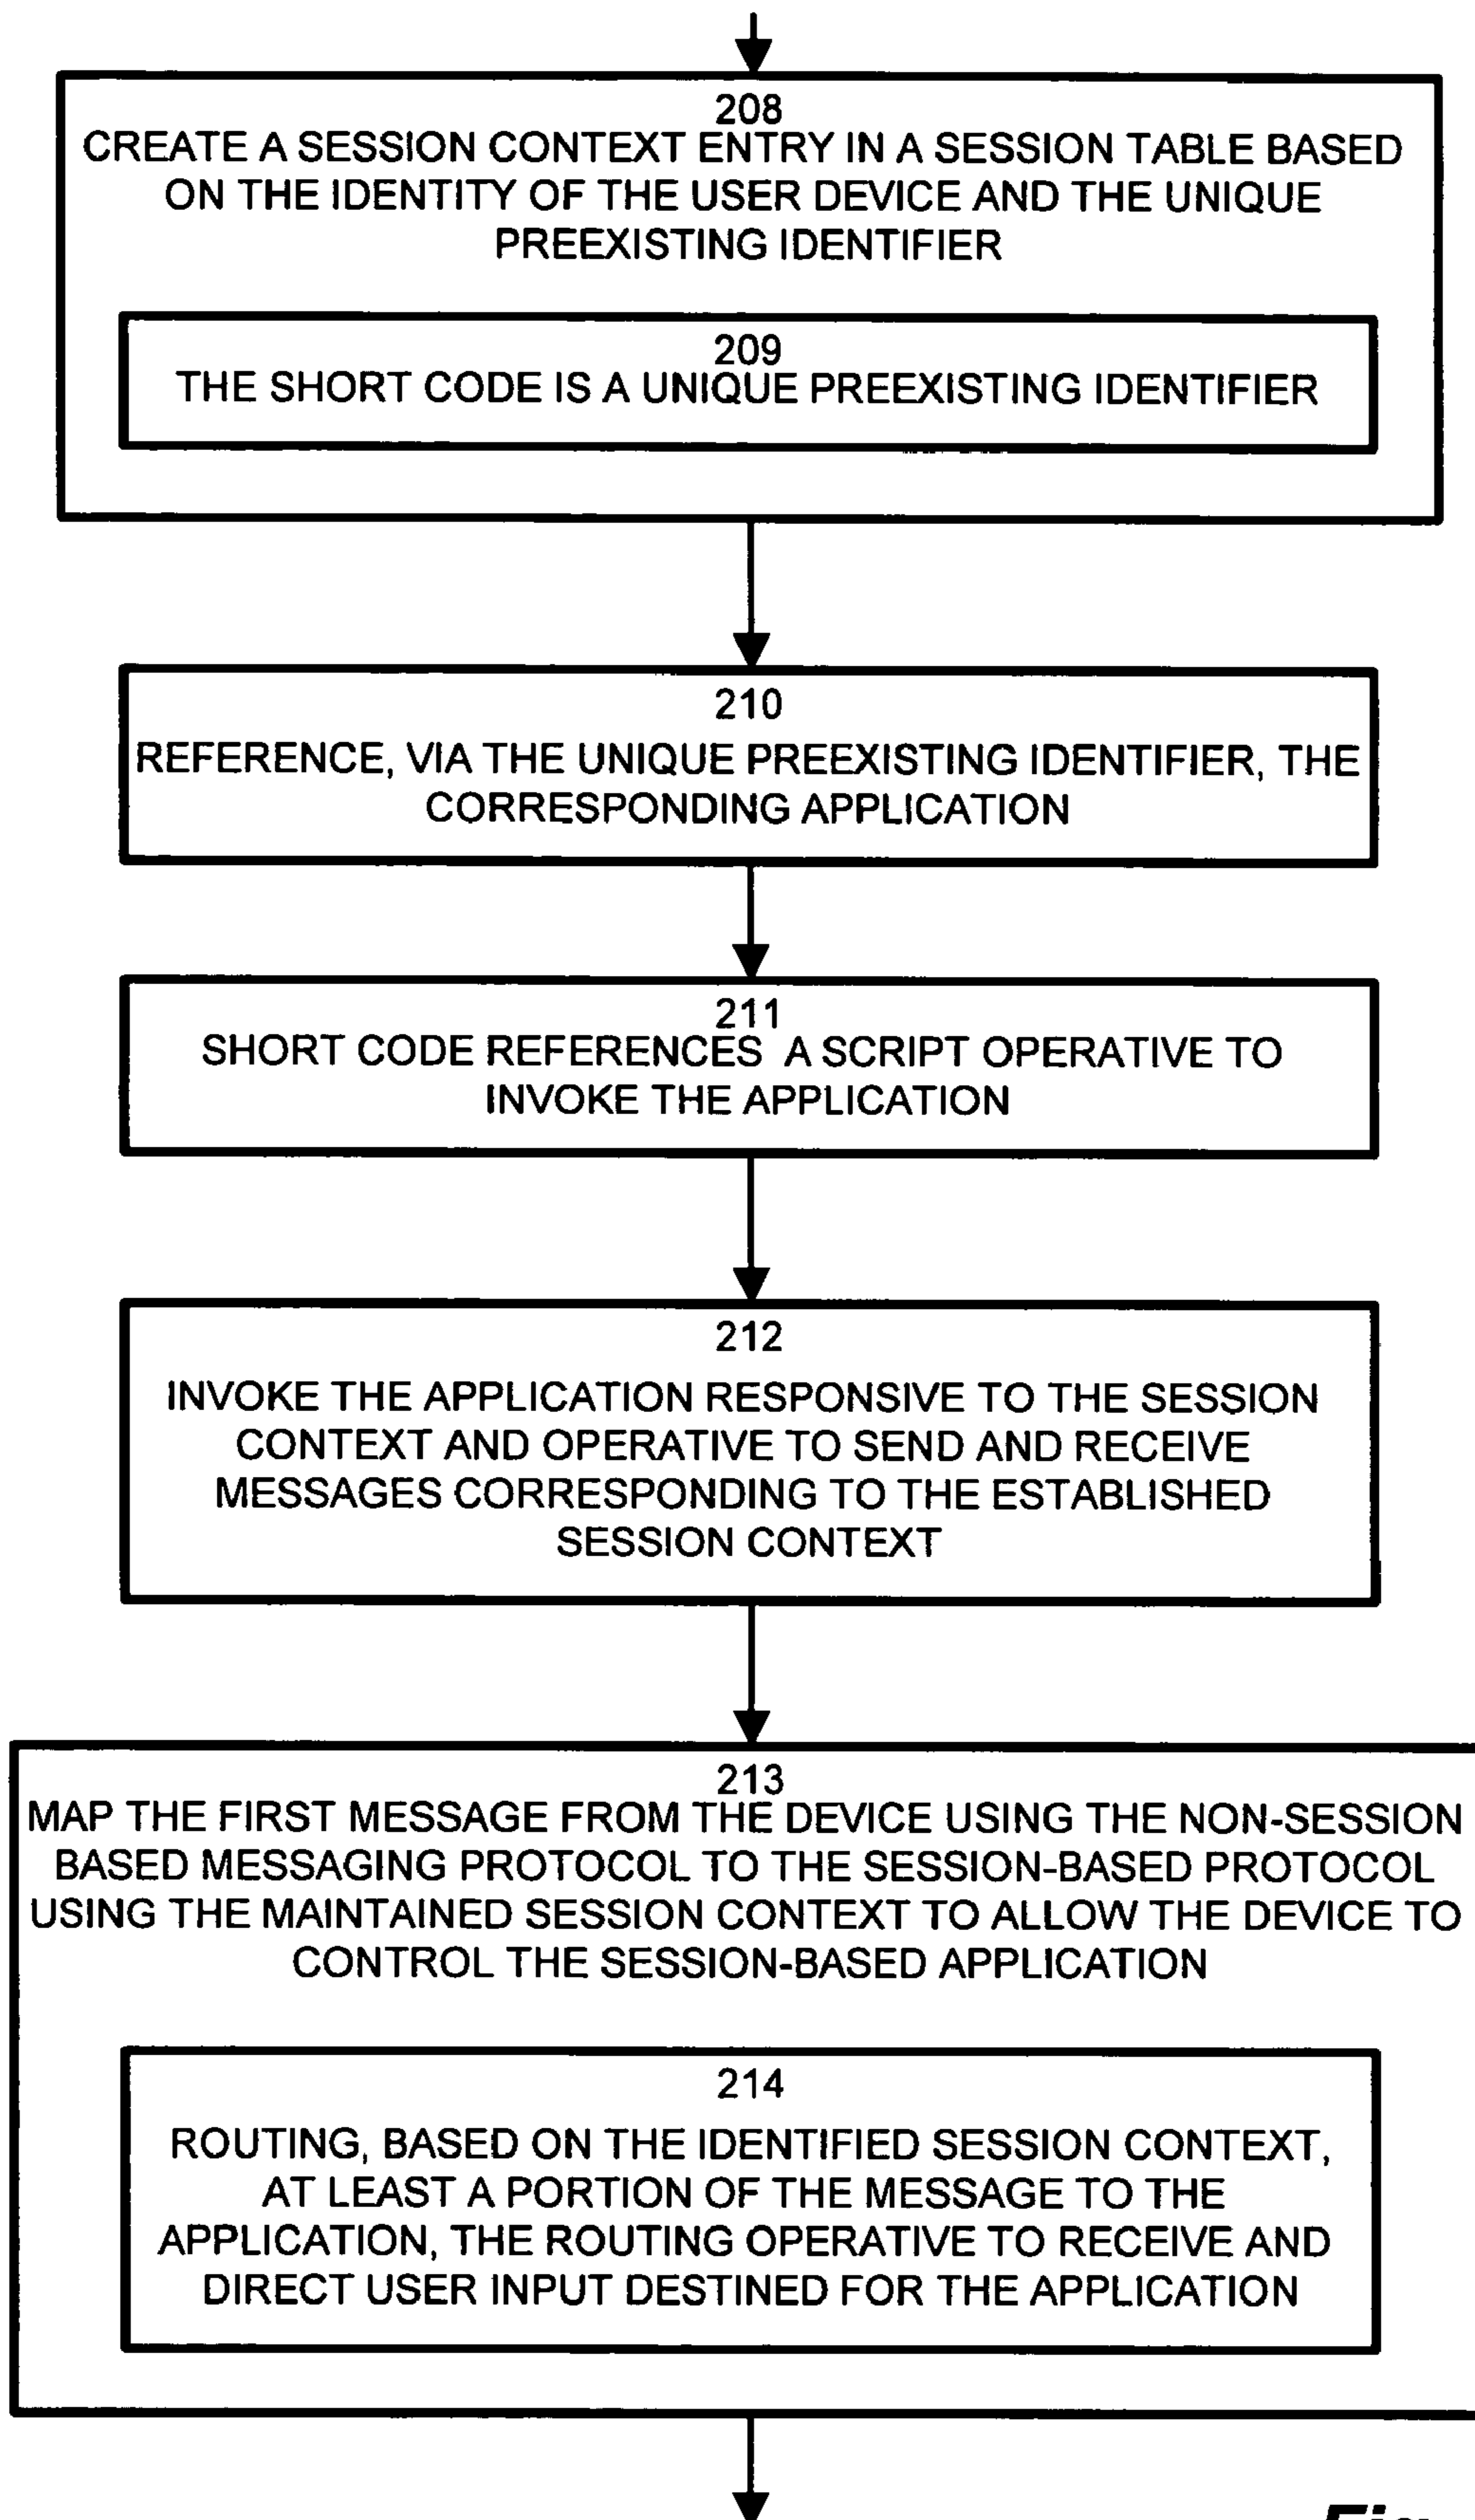 208
CREATE A SESSION CONTEXT ENTRY IN A SESSION TABLE BASED
ON THE IDENTITY OF THE USER DEVICE AND THE UNIQUE
PREEXISTING IDENTIFIER
209
THE SHORT CODE IS A UNIQUE PREEXISTING IDENTIFIER
210
REFERENCE, VIA THE UNIQUE PREEXISTING IDENTIFIER, THE
CORRESPONDING APPLICATION
211
SHORT CODE REFERENCES A SCRIPT OPERATIVE TO
INVOKE THE APPLICATION
212
INVOKE THE APPLICATION RESPONSIVE TO THE SESSION
CONTEXT AND OPERATIVE TO SEND AND RECEIVE
MESSAGES CORRESPONDING TO THE ESTABLISHED
SESSION CONTEXT
213
MAP THE FIRST MESSAGE FROM THE DEVICE USING THE NON-SESSION
BASED MESSAGING PROTOCOL TO THE SESSION-BASED PROTOCOL
USING THE MAINTAINED SESSION CONTEXT TO ALLOW THE DEVICE TO
CONTROL THE SESSION-BASED APPLICATION
214
ROUTING, BASED ON THE IDENTIFIED SESSION CONTEXT,
AT LEAST A PORTION OF THE MESSAGE TO THE
APPLICATION, THE ROUTING OPERATIVE TO RECEIVE AND
DIRECT USER INPUT DESTINED FOR THE APPLICATION